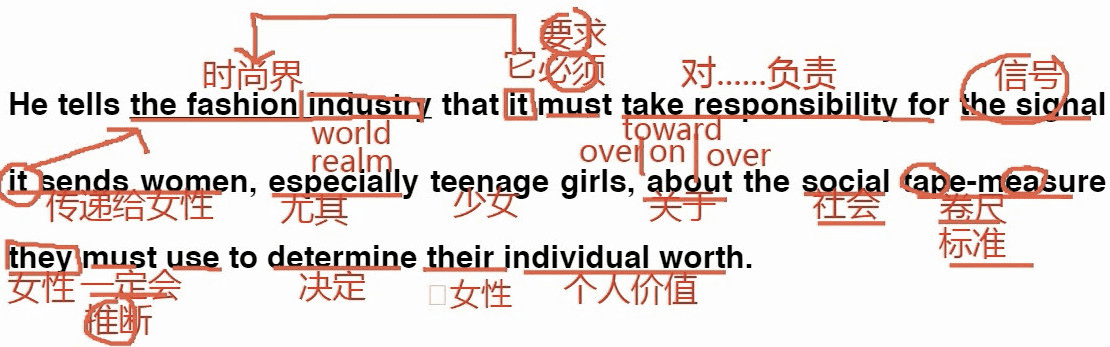 要求
时尚界 它必须 对……负责 信号
He tells the fashion industry that it must take responsibility for the signal
world toward
realm over on over
it sends women, especially teenage girls, about the social tape-measure
传递给女性 尤其 少女 关于 社会 卷尺
标准
they must use to determine their individual worth.
女性 一定会 决定 女性 个人价值
推断